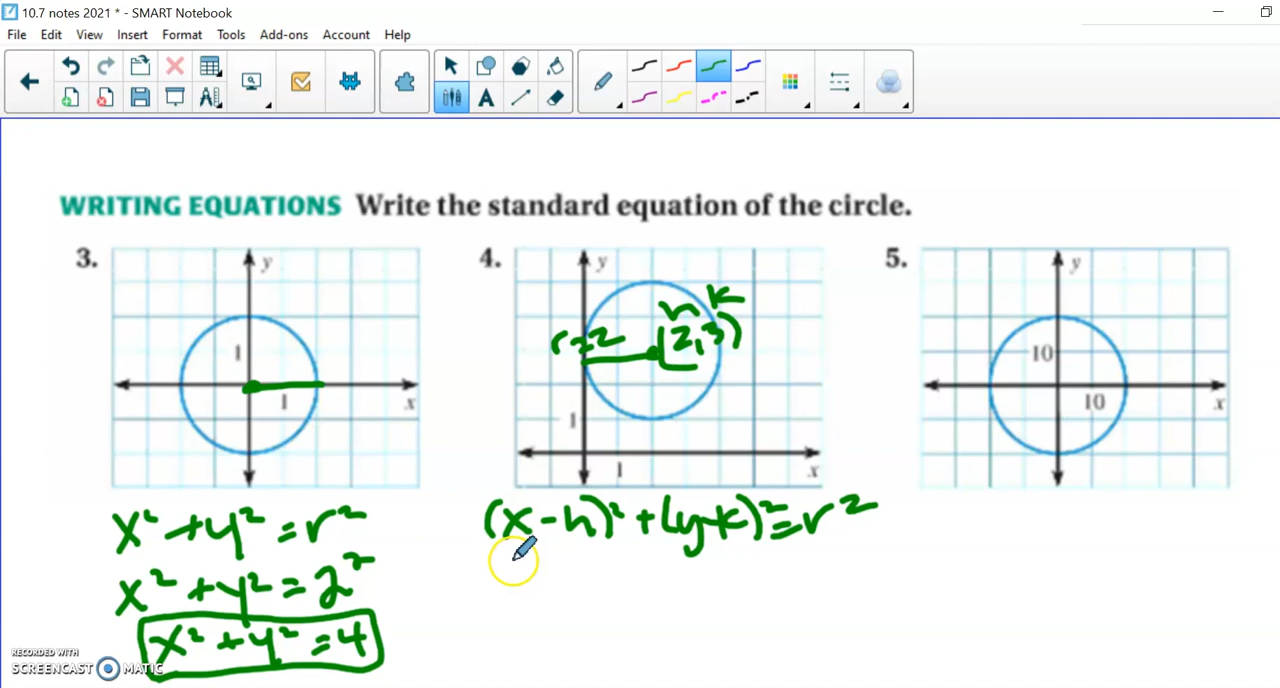 10.7 notes 2021 * - SMART Notebook
File Edit View Insert Format Tools Add-ons Account Help
WRITING EQUATIONS Write the standard equation of the circle.
3. 4. 5.
y
1
1
x
y
h k
r=2 (2,3)
1
1
x
y
10
10
x
x² + y² = r²
x² + y² = 2²
x² + y² = 4
(x - h)² + (y - k)² = r²
RECORDED WITH
SCREENCAST MATIC